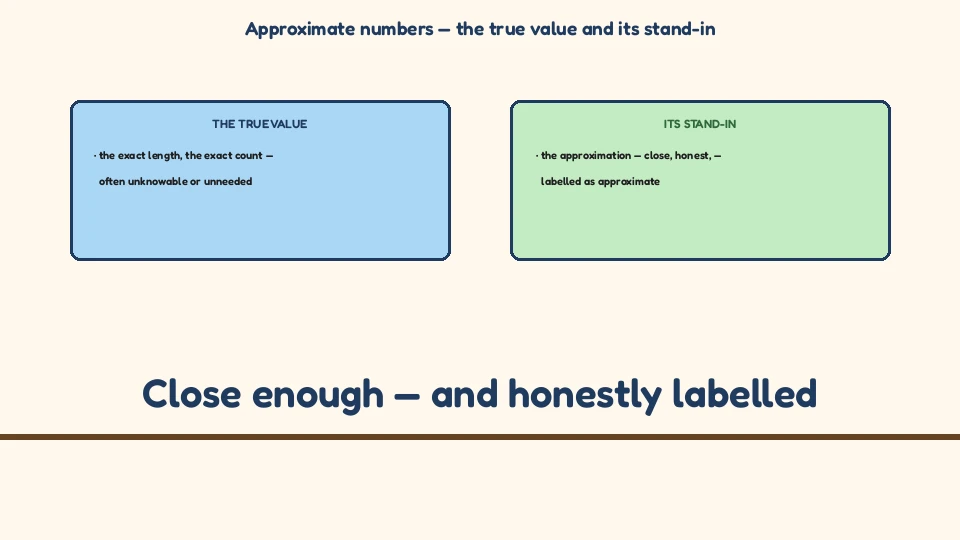 Approximate numbers — the true value and its stand-in
THE TRUE VALUE
· the exact length, the exact count —
often unknowable or unneeded
ITS STAND-IN
· the approximation — close, honest, —
labelled as approximate
Close enough — and honestly labelled